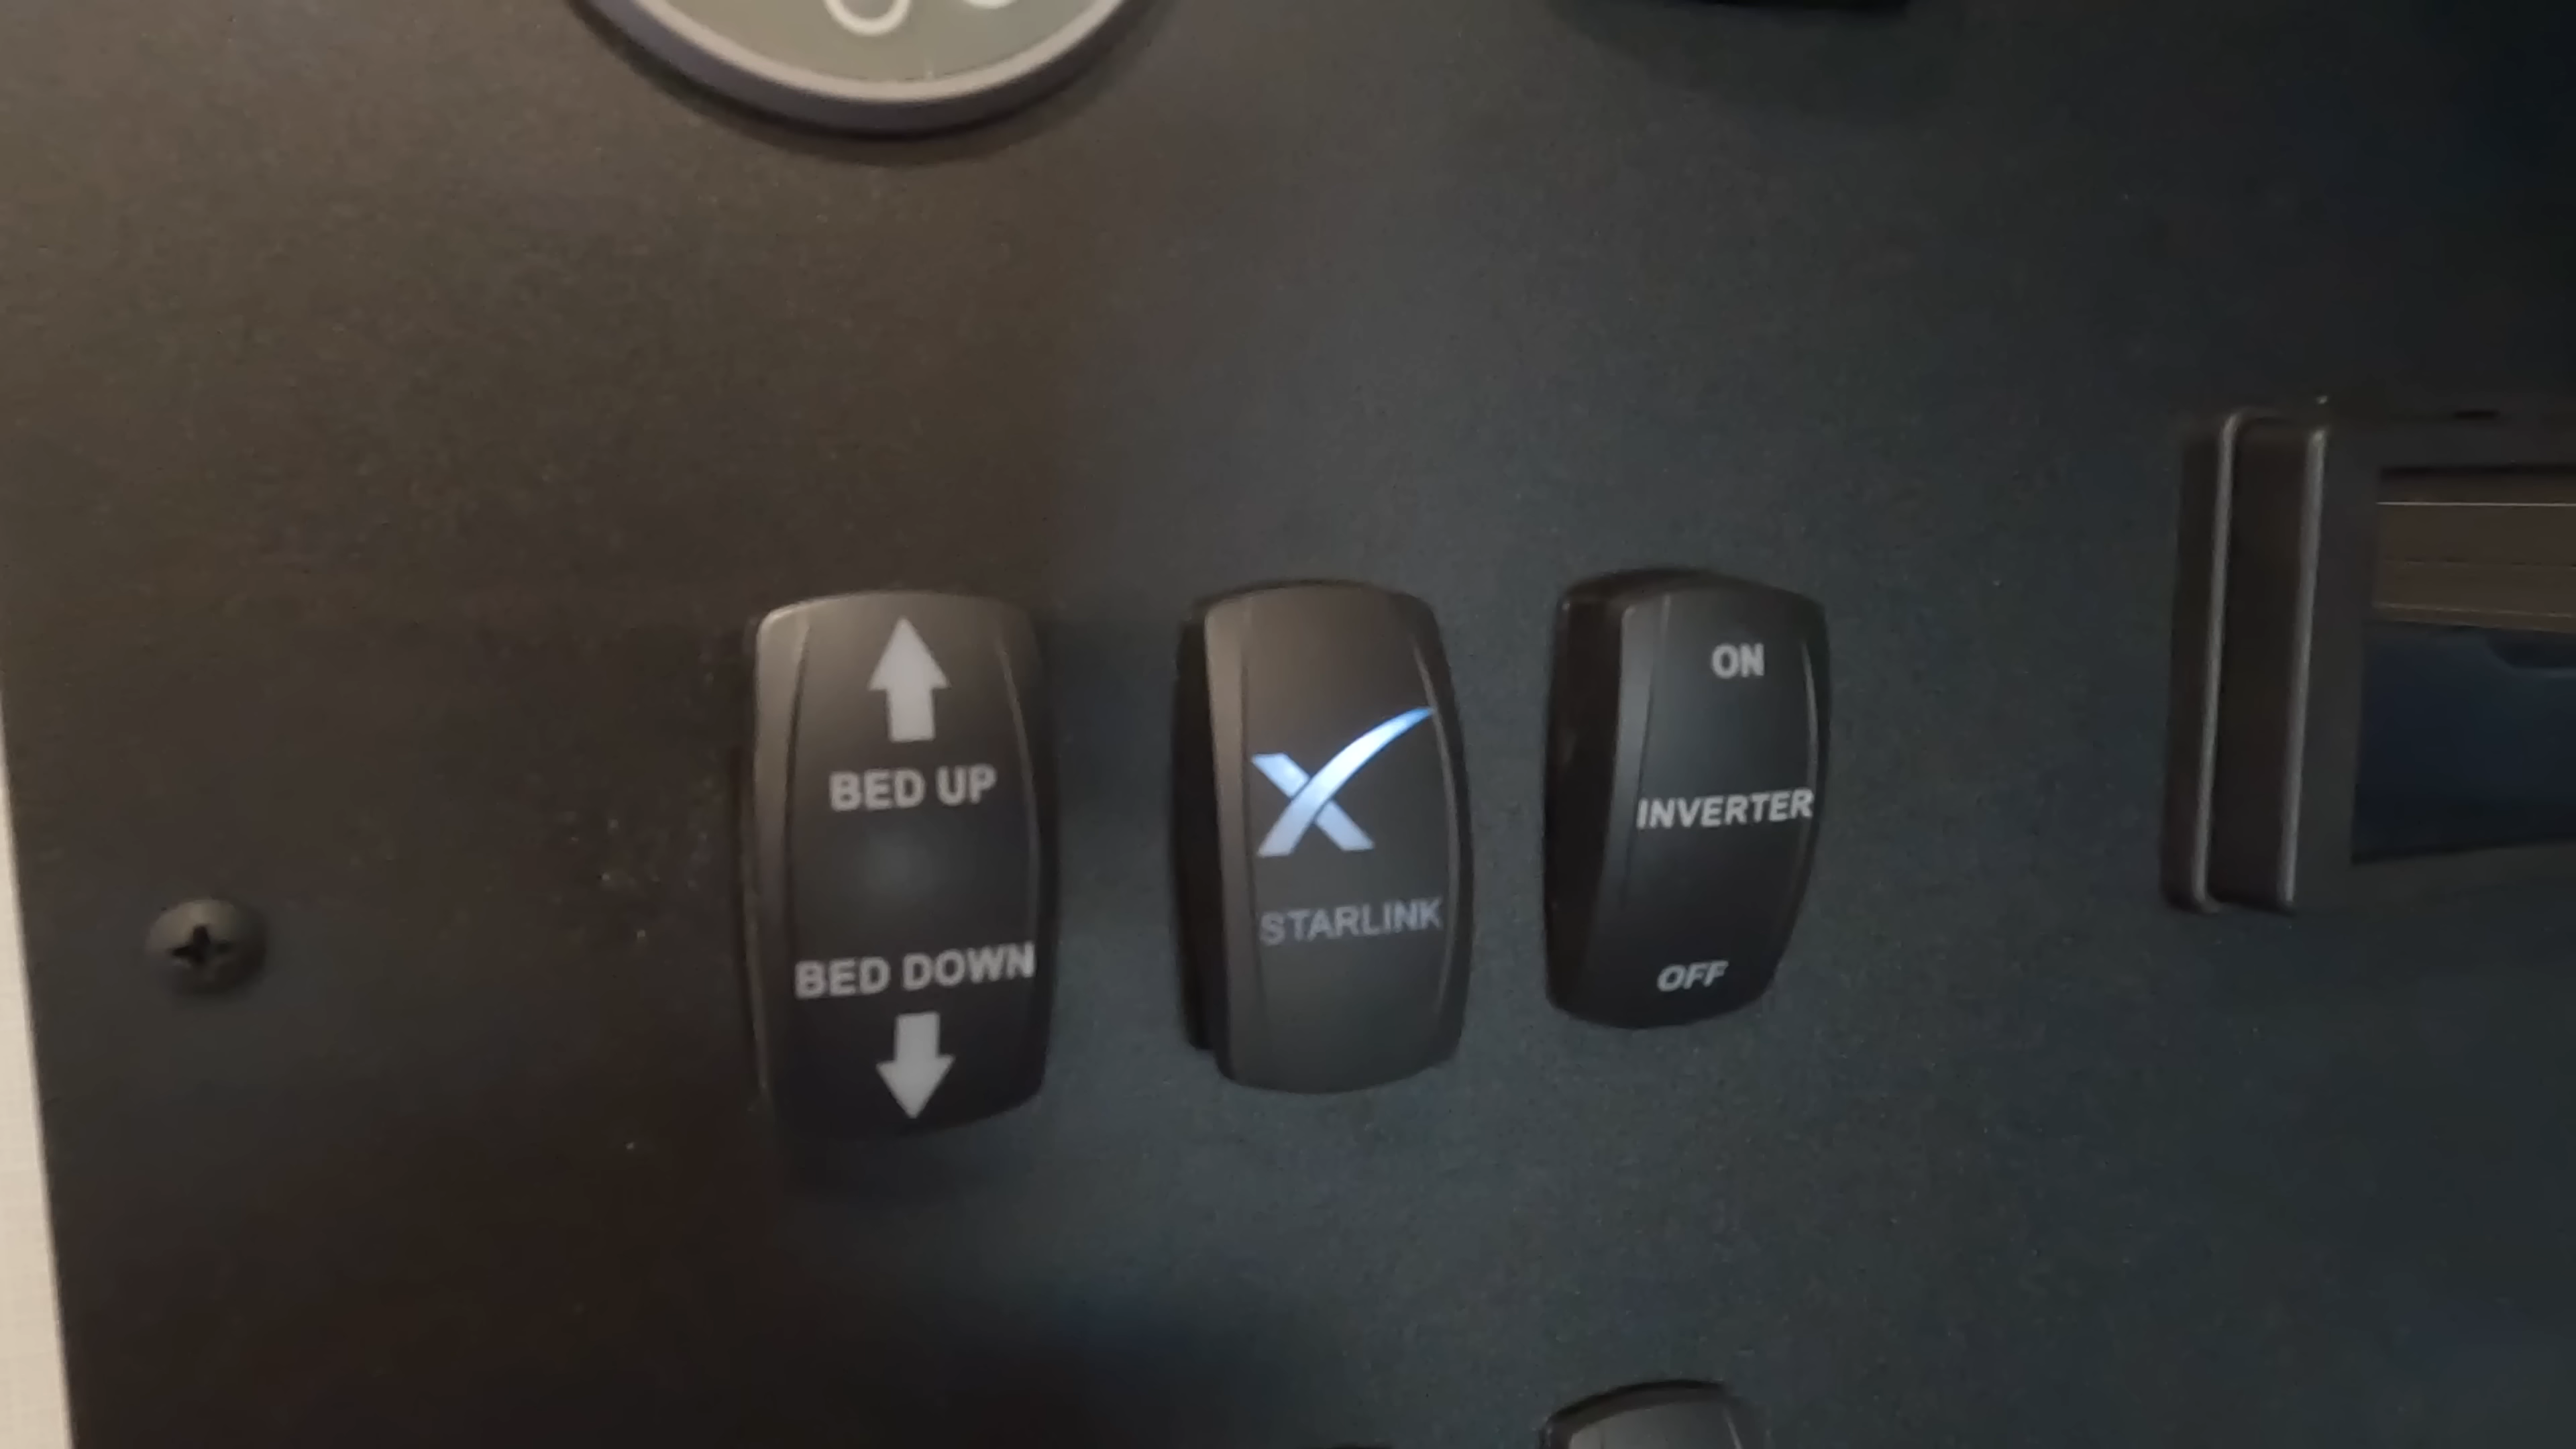 BED UP
BED DOWN
X
STARLINK
ON
INVERTER
OFF